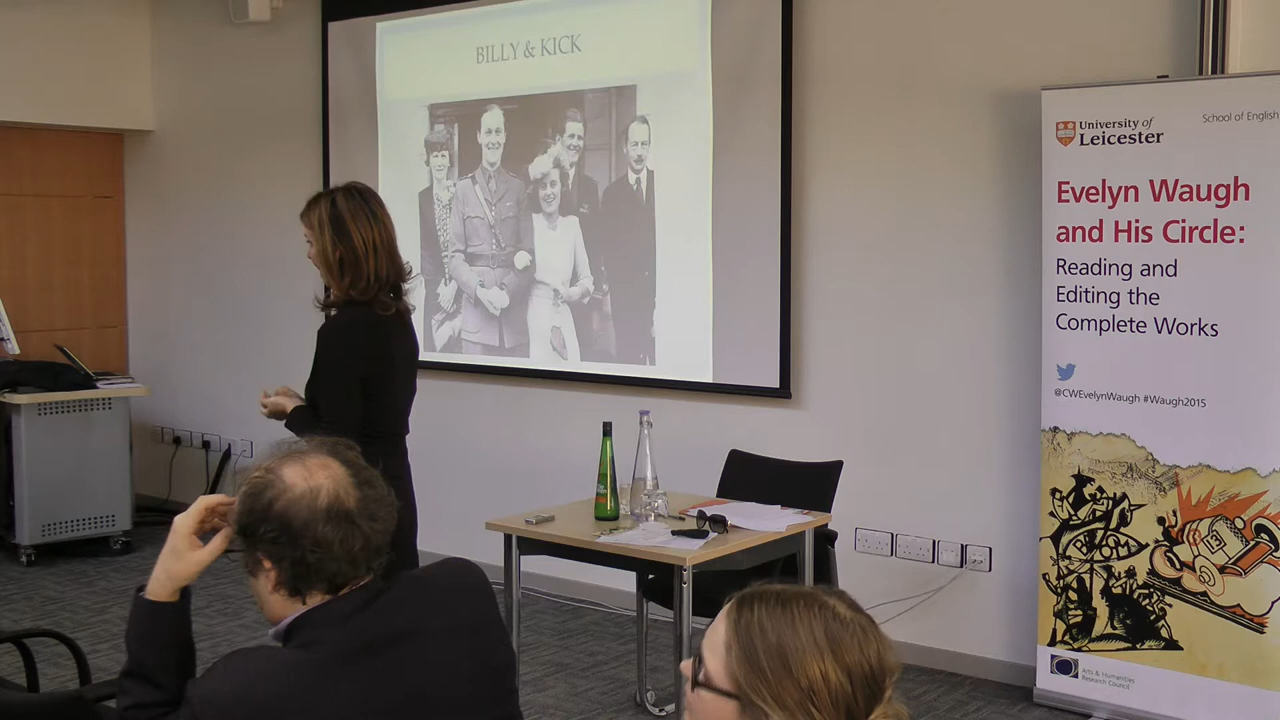 BILLY & KICK
University of
Leicester
School of English
Evelyn Waugh
and His Circle:
Reading and
Editing the
Complete Works
@CWEvelynWaugh #Waugh2015
Arts & Humanities
Research Council